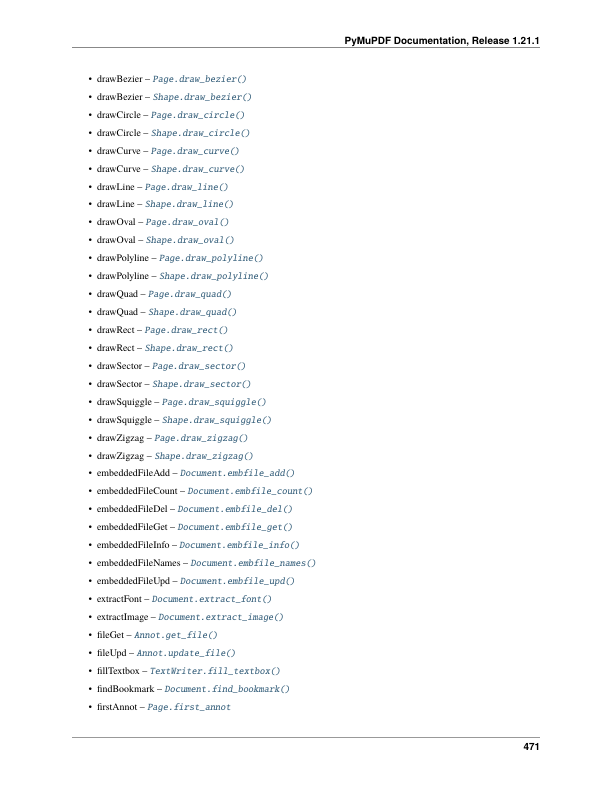 PyMuPDF Documentation, Release 1.21.1
• drawBezier – Page.draw_bezier()
• drawBezier – Shape.draw_bezier()
• drawCircle – Page.draw_circle()
• drawCircle – Shape.draw_circle()
• drawCurve – Page.draw_curve()
• drawCurve – Shape.draw_curve()
• drawLine – Page.draw_line()
• drawLine – Shape.draw_line()
• drawOval – Page.draw_oval()
• drawOval – Shape.draw_oval()
• drawPolyline – Page.draw_polyline()
• drawPolyline – Shape.draw_polyline()
• drawQuad – Page.draw_quad()
• drawQuad – Shape.draw_quad()
• drawRect – Page.draw_rect()
• drawRect – Shape.draw_rect()
• drawSector – Page.draw_sector()
• drawSector – Shape.draw_sector()
• drawSquiggle – Page.draw_squiggle()
• drawSquiggle – Shape.draw_squiggle()
• drawZigzag – Page.draw_zigzag()
• drawZigzag – Shape.draw_zigzag()
• embeddedFileAdd – Document.embfile_add()
• embeddedFileCount – Document.embfile_count()
• embeddedFileDel – Document.embfile_del()
• embeddedFileGet – Document.embfile_get()
• embeddedFileInfo – Document.embfile_info()
• embeddedFileNames – Document.embfile_names()
• embeddedFileUpd – Document.embfile_upd()
• extractFont – Document.extract_font()
• extractImage – Document.extract_image()
• fileGet – Annot.get_file()
• fileUpd – Annot.update_file()
• fillTextbox – TextWriter.fill_textbox()
• findBookmark – Document.find_bookmark()
• firstAnnot – Page.first_annot
471